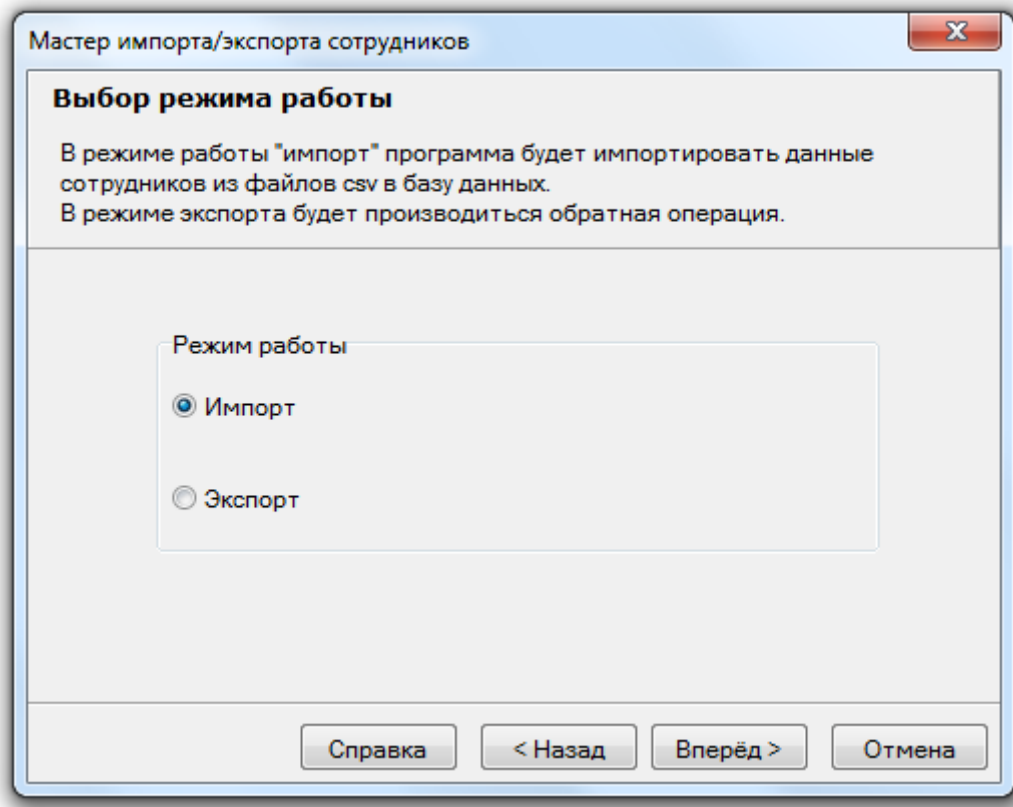 Мастер импорта/экспорта сотрудников
Выбор режима работы
В режиме работы "импорт" программа будет импортировать данные
сотрудников из файлов csv в базу данных.
В режиме экспорта будет производиться обратная операция.
Режим работы
Импорт
Экспорт
Справка
< Назад
Вперёд >
Отмена